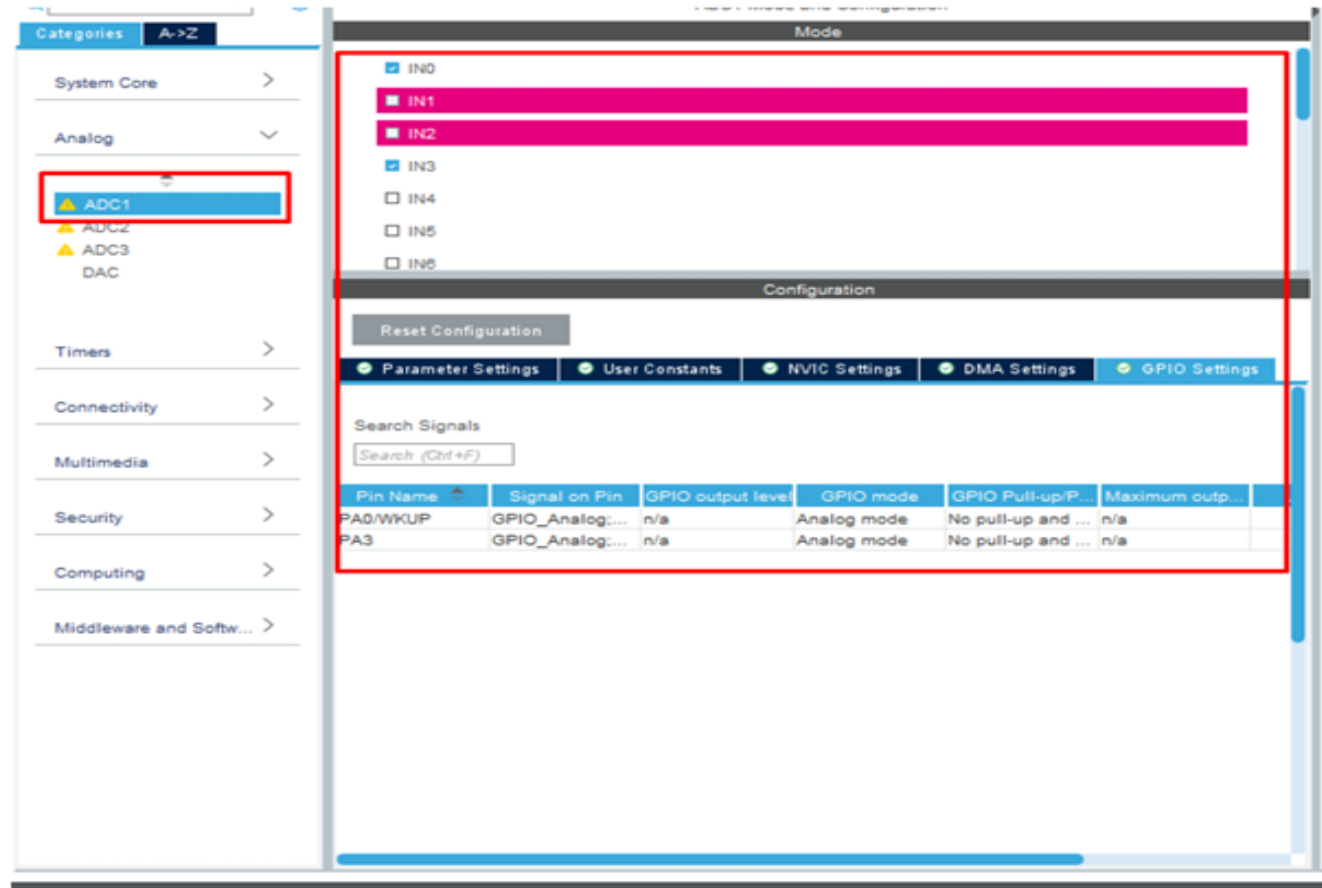 Categories
A->Z
System Core
Analog
ADC1
ADC2
ADC3
DAC
Timers
Connectivity
Multimedia
Security
Computing
Middleware and Softw...
Mode
IN0
IN1
IN2
IN3
IN4
IN5
IN6
Configuration
Reset Configuration
Parameter Settings
User Constants
NVIC Settings
DMA Settings
GPIO Settings
Search Signals
Search (Ctrl+F)
Pin Name Signal on Pin GPIO output level GPIO mode GPIO Pull-up/P... Maximum outp...
PA0/WKUP GPIO_Analog;... n/a Analog mode No pull-up and ... n/a
PA3 GPIO_Analog;... n/a Analog mode No pull-up and ... n/a